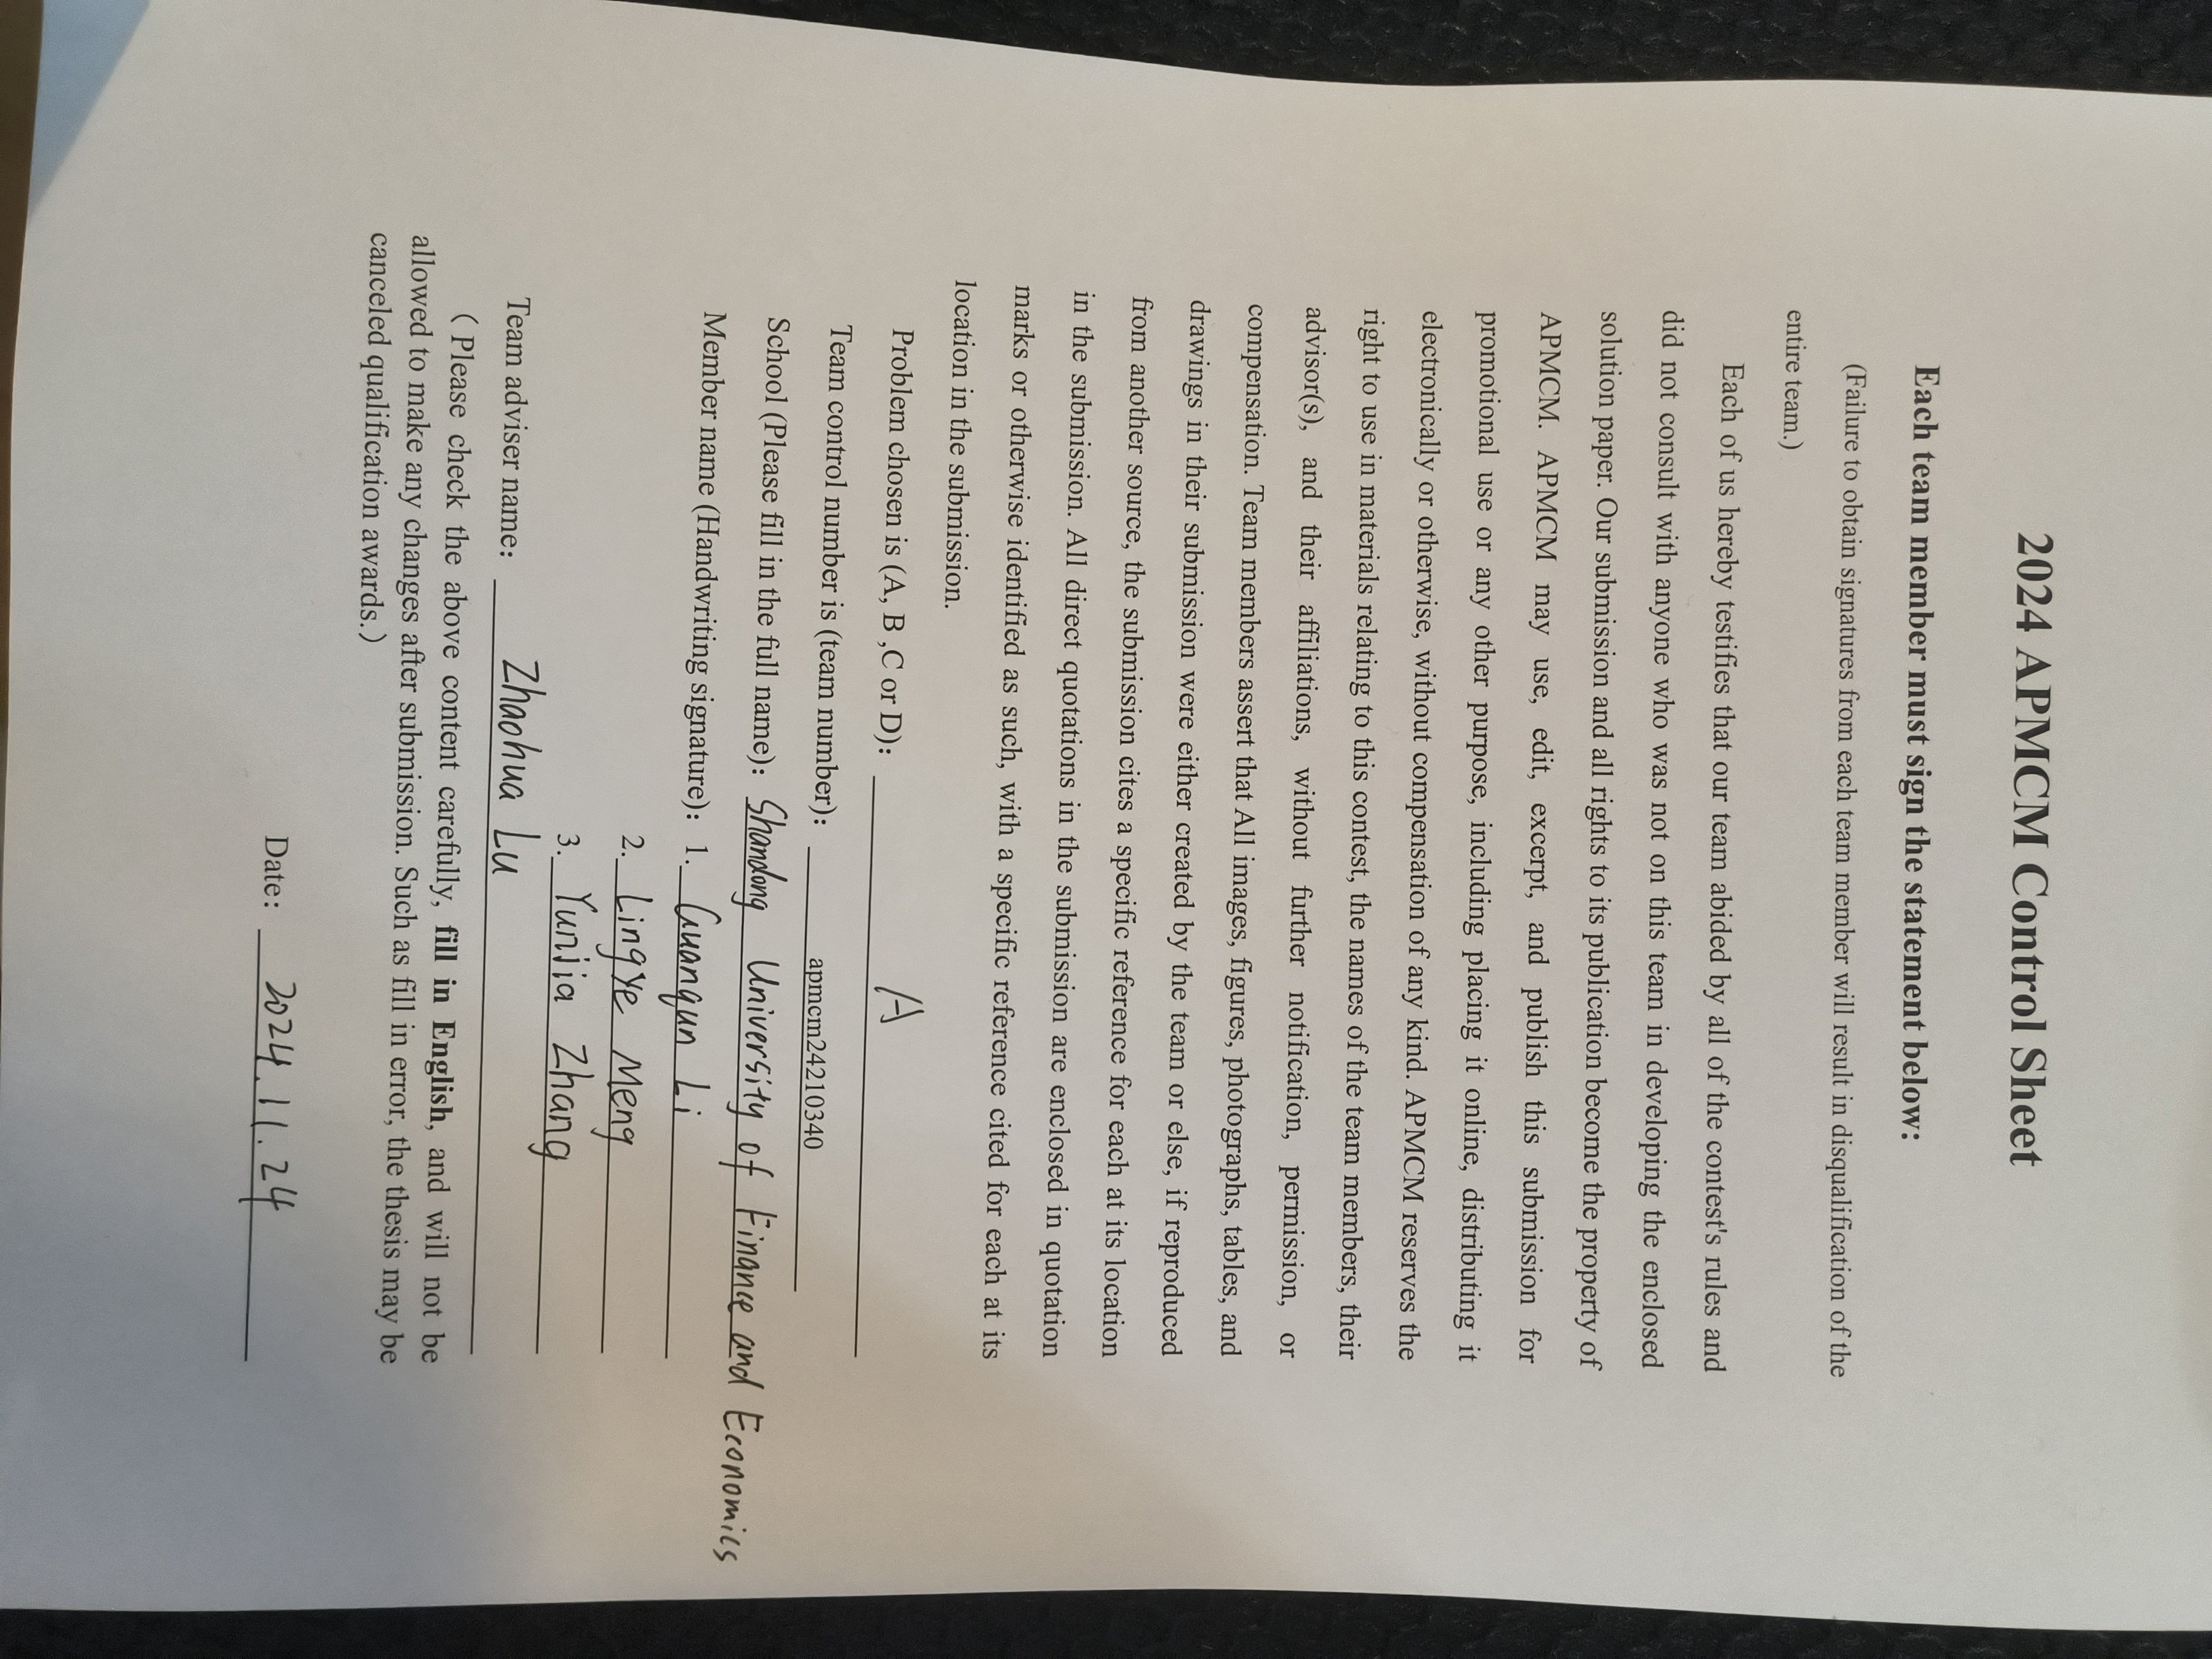 2024 APMCM Control Sheet
Each team member must sign the statement below:
(Failure to obtain signatures from each team member will result in disqualification of the
entire team.)
Each of us hereby testifies that our team abided by all of the contest's rules and
did not consult with anyone who was not on this team in developing the enclosed
solution paper. Our submission and all rights to its publication become the property of
APMCM. APMCM may use, edit, excerpt, and publish this submission for
promotional use or any other purpose, including placing it online, distributing it
electronically or otherwise, without compensation of any kind. APMCM reserves the
right to use in materials relating to this contest, the names of the team members, their
advisor(s), and their affiliations, without further notification, permission, or
compensation. Team members assert that All images, figures, photographs, tables, and
drawings in their submission were either created by the team or else, if reproduced
from another source, the submission cites a specific reference for each at its location
in the submission. All direct quotations in the submission are enclosed in quotation
marks or otherwise identified as such, with a specific reference cited for each at its
location in the submission.
Problem chosen is (A, B ,C or D): A
Team control number is (team number): apmcm24210340
School (Please fill in the full name): Shandong University of Finance and Economics
Member name (Handwriting signature): 1. Guangun Li
2. Lingye Meng
3. YunJia Zhang
Team adviser name: Zhaohua Lu
( Please check the above content carefully, fill in English, and will not be
allowed to make any changes after submission. Such as fill in error, the thesis may be
canceled qualification awards.)
Date: 2024.11.24